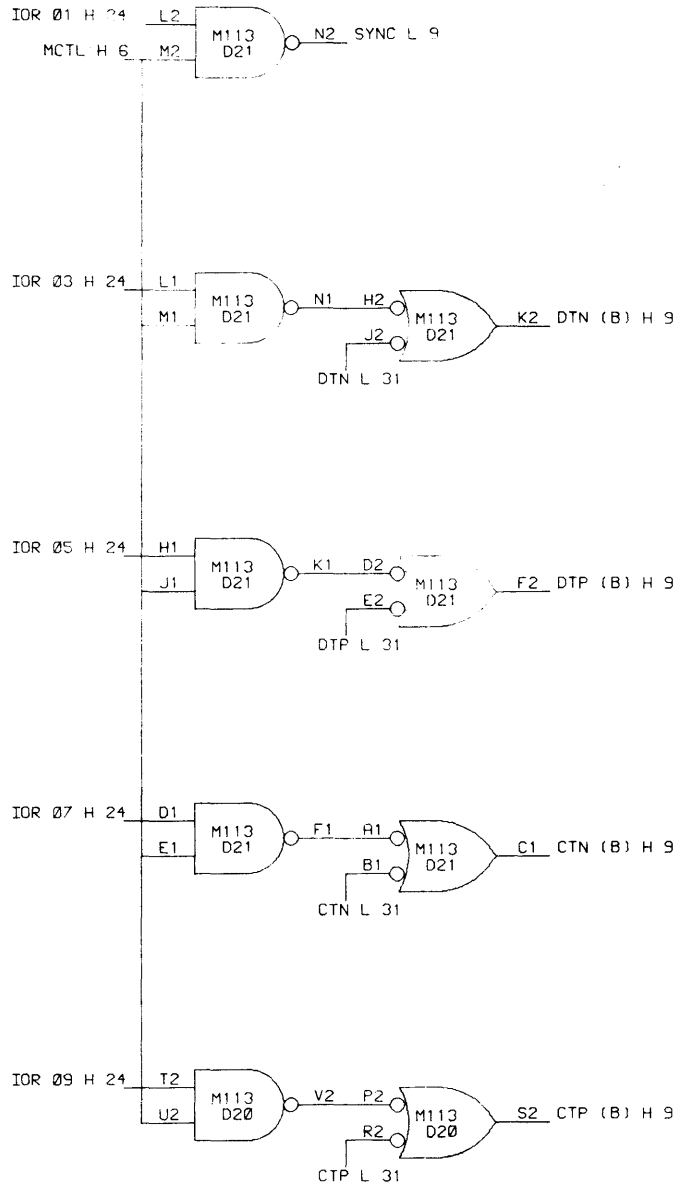 IOR Ø1 H 24 L2 M113 D21 N2 SYNC L 9
MCTL H 6 M2
IOR Ø3 H 24 L1 M113 D21 N1 H2 M113 D21 K2 DTN (B) H 9
M1 J2
DTN L 31
IOR Ø5 H 24 H1 M113 D21 K1 D2 M113 D21 F2 DTP (B) H 9
J1 E2
DTP L 31
IOR Ø7 H 24 D1 M113 D21 F1 A1 M113 D21 C1 CTN (B) H 9
E1 B1
CTN L 31
IOR Ø9 H 24 T2 M113 D2Ø V2 P2 M113 D2Ø S2 CTP (B) H 9
U2 R2
CTP L 31